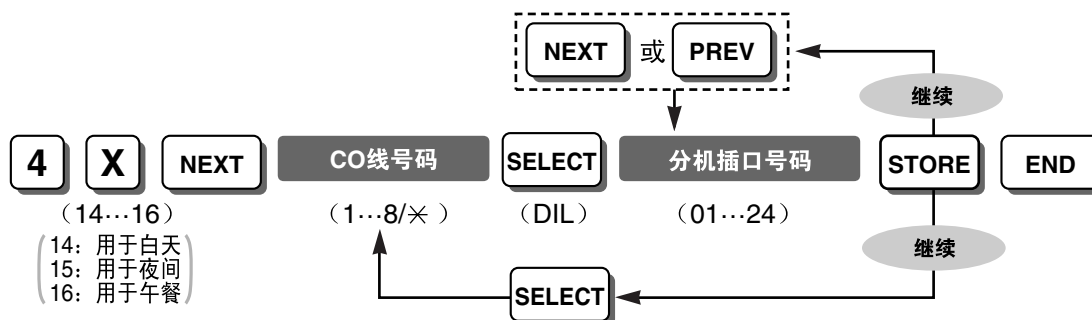 NEXT 或 PREV
继续
4 X NEXT CO线号码 SELECT 分机插口号码 STORE END
(14…16) (1…8/✳) (DIL) (01…24)
14：用于白天
15：用于夜间
16：用于午餐
继续
SELECT